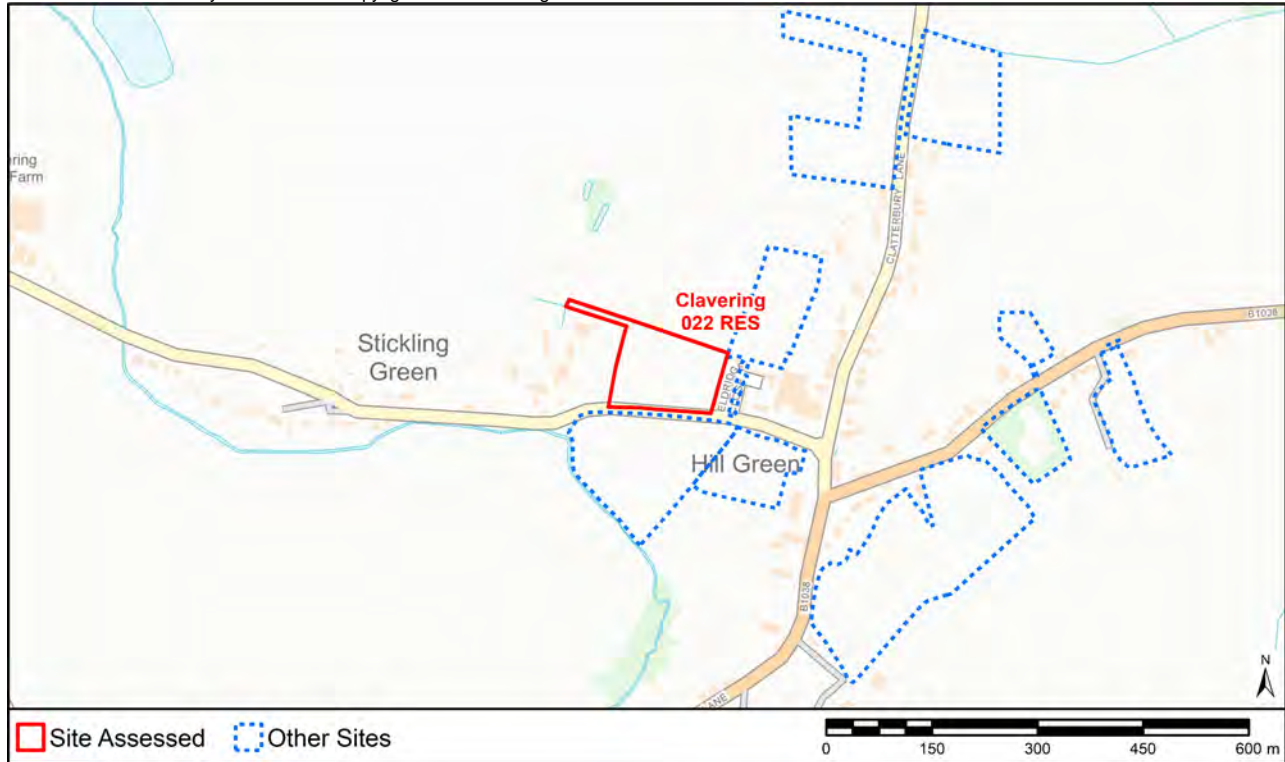 ering
Farm
Stickling
Green
Clavering
022 RES
CLATTERBURY LANE
B1038
Hill Green
B1038
LANE
N
Site Assessed
Other Sites
0 150 300 450 600 m